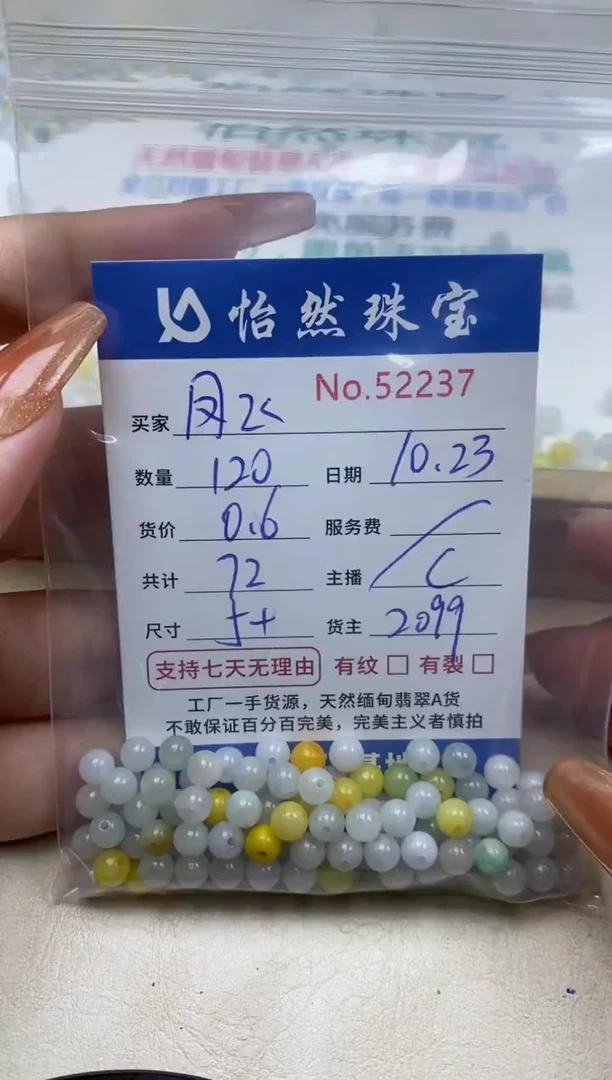 怡然珠宝
No.52237
买家
数量 120 日期 10.23
货价 0.6 服务费 /
共计 72 主播 C
尺寸 5+ 货主 2099
支持七天无理由 有纹 □ 有裂 □
工厂一手货源，天然缅甸翡翠A货
不敢保证百分百完美，完美主义者慎拍